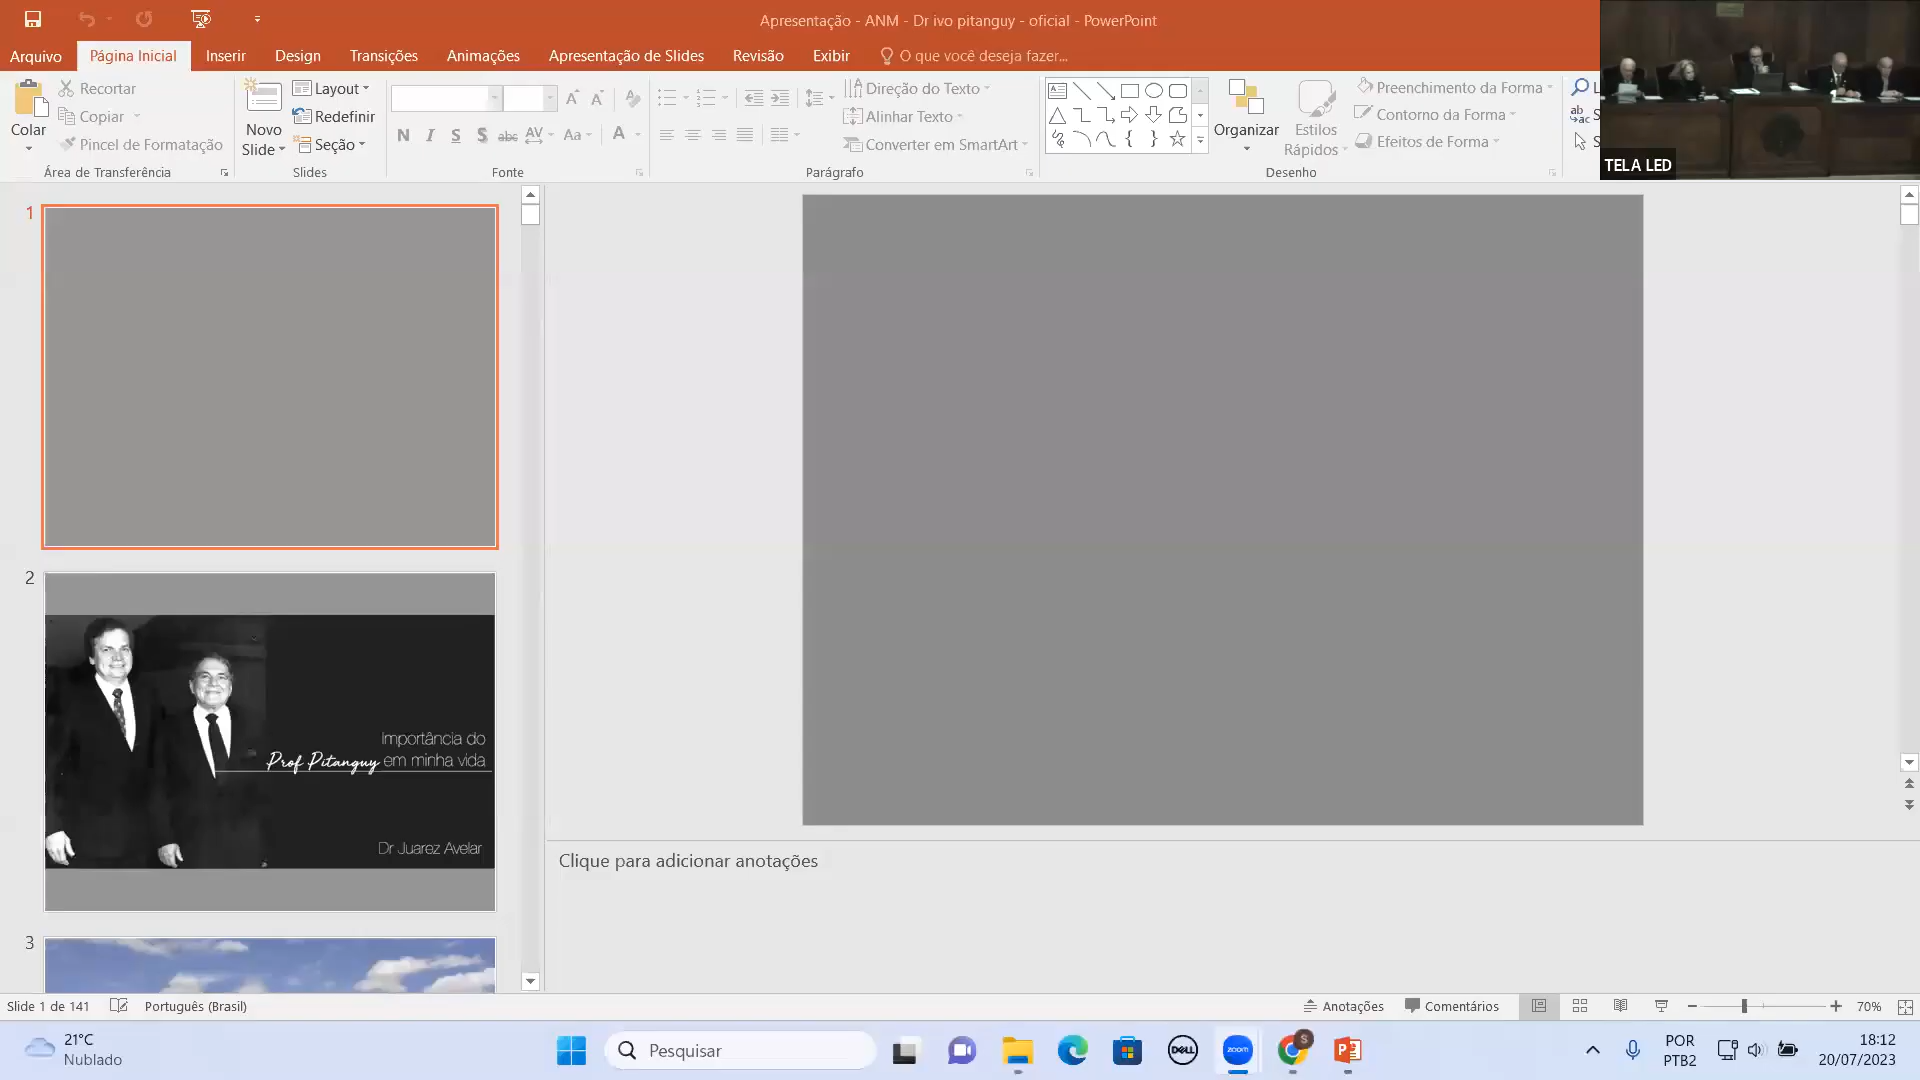 Apresentação - ANM - Dr ivo pitanguy - oficial - PowerPoint
Arquivo
Página Inicial
Inserir
Design
Transições
Animações
Apresentação de Slides
Revisão
Exibir
O que você deseja fazer...
Colar
Recortar
Copiar
Pincel de Formatação
Área de Transferência
Novo
Slide
Layout
Redefinir
Seção
Slides
N I S S abc AV Aa A
Fonte
Direção do Texto
Alinhar Texto
Converter em SmartArt
Parágrafo
Organizar
Estilos
Rápidos
Preenchimento da Forma
Contorno da Forma
Efeitos de Forma
Desenho
TELA LED
1
2
Importância do
Prof Pitanguy em minha vida
Dr Juarez Avelar
3
Clique para adicionar anotações
Slide 1 de 141
Português (Brasil)
Anotações
Comentários
70%
21°C
Nublado
Pesquisar
DELL
zoom
S
POR
PTB2
18:12
20/07/2023